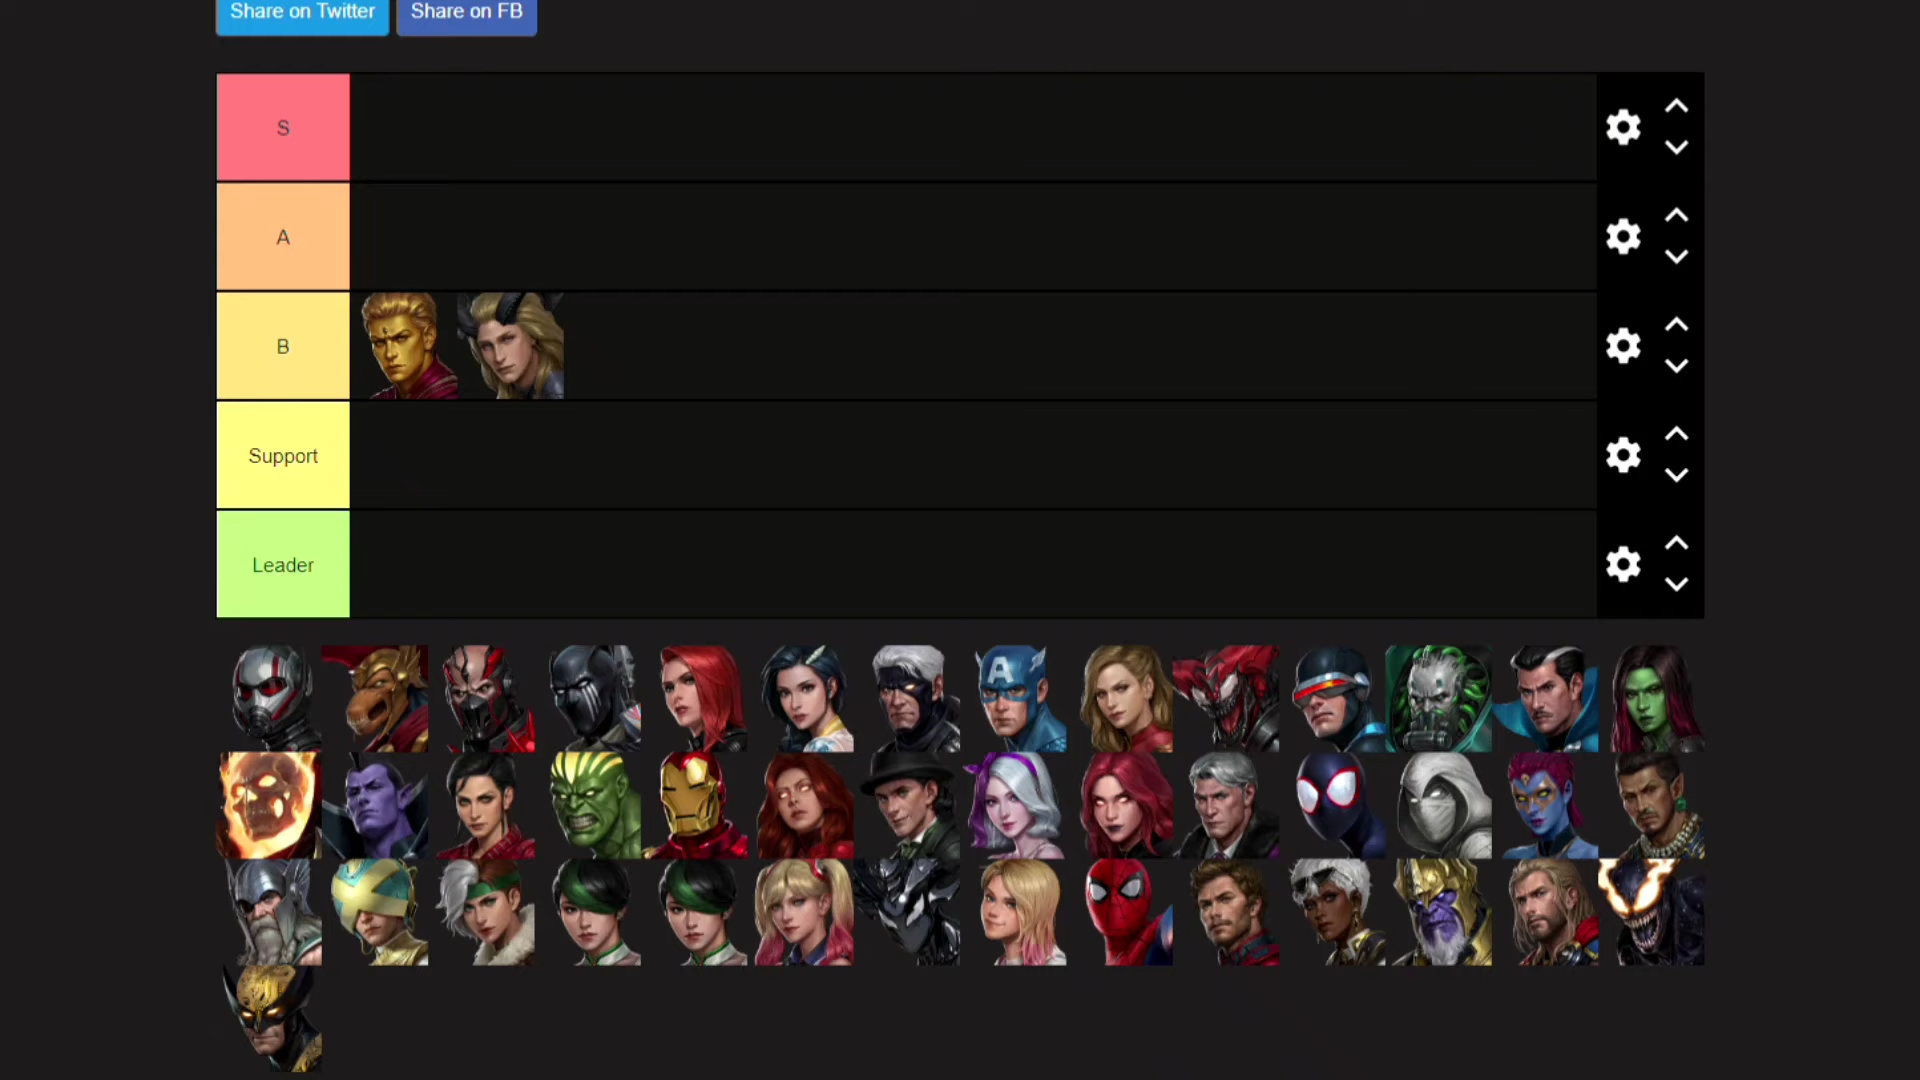 Share on Twitter Share on FB
S
A
B
Support
Leader